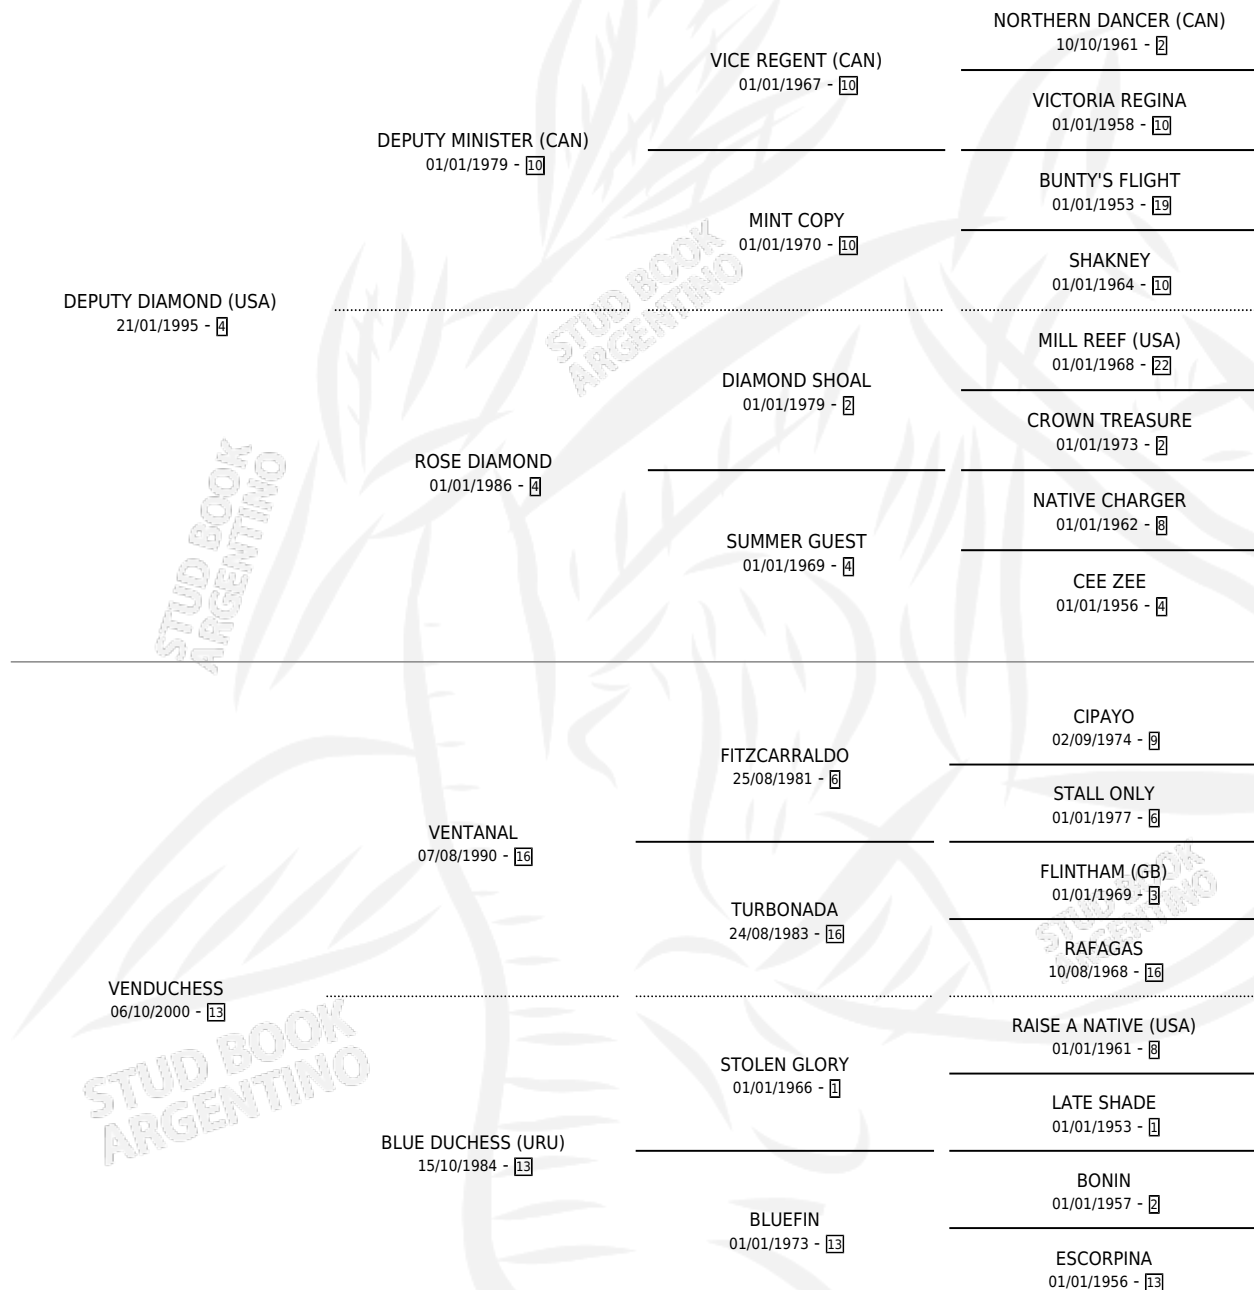 NORTHERN DANCER (CAN)
10/10/1961 - 2
VICE REGENT (CAN)
01/01/1967 - 10
VICTORIA REGINA
01/01/1958 - 10
DEPUTY MINISTER (CAN)
01/01/1979 - 10
BUNTY'S FLIGHT
01/01/1953 - 19
MINT COPY
01/01/1970 - 10
SHAKNEY
01/01/1964 - 10
DEPUTY DIAMOND (USA)
21/01/1995 - 4
MILL REEF (USA)
01/01/1968 - 22
DIAMOND SHOAL
01/01/1979 - 2
CROWN TREASURE
01/01/1973 - 2
ROSE DIAMOND
01/01/1986 - 4
NATIVE CHARGER
01/01/1962 - 8
SUMMER GUEST
01/01/1969 - 4
CEE ZEE
01/01/1956 - 4
STUD BOOK
ARGENTINO
STUD BOOK
ARGENTINO
CIPAYO
02/09/1974 - 9
FITZCARRALDO
25/08/1981 - 6
STALL ONLY
01/01/1977 - 6
VENTANAL
07/08/1990 - 16
FLINTHAM (GB)
01/01/1969 - 3
TURBONADA
24/08/1983 - 16
RAFAGAS
10/08/1968 - 16
STUD BOOK
ARGENTINO
VENDUCHESS
06/10/2000 - 13
RAISE A NATIVE (USA)
01/01/1961 - 8
STOLEN GLORY
01/01/1966 - 1
LATE SHADE
01/01/1953 - 1
STUD BOOK
ARGENTINO
BLUE DUCHESS (URU)
15/10/1984 - 13
BONIN
01/01/1957 - 2
BLUEFIN
01/01/1973 - 13
ESCORPINA
01/01/1956 - 13